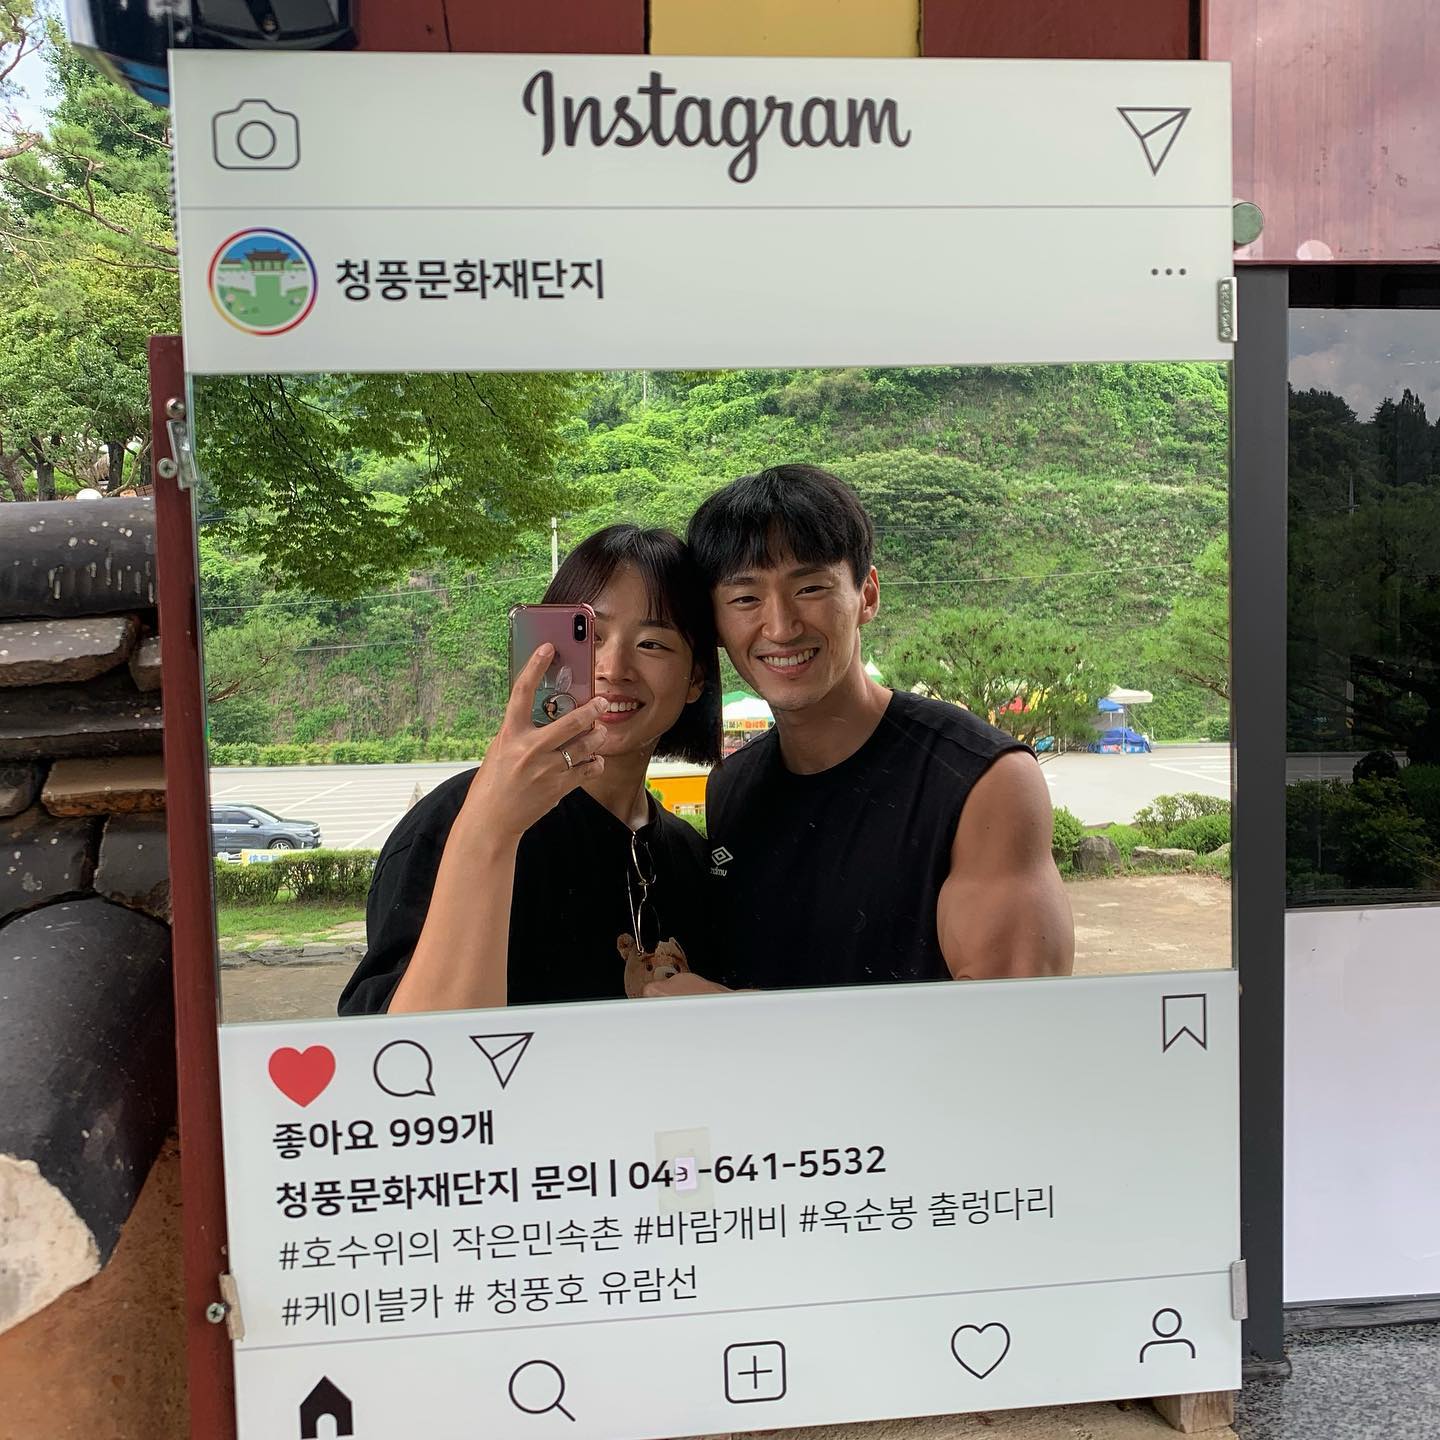 Instagram
청풍문화재단지
umbro
좋아요 999개
청풍문화재단지 문의 | 043-641-5532
#호수위의 작은민속촌 #바람개비 #옥순봉 출렁다리
#케이블카 # 청풍호 유람선